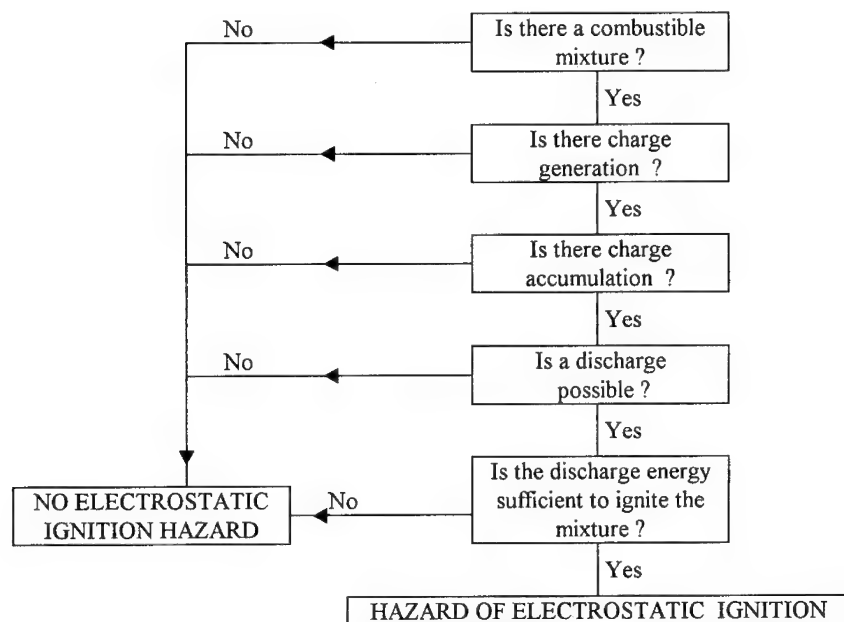 No
Is there a combustible
mixture ?
Yes
No
Is there charge
generation ?
Yes
No
Is there charge
accumulation ?
Yes
No
Is a discharge
possible ?
Yes
NO ELECTROSTATIC
IGNITION HAZARD
No
Is the discharge energy
sufficient to ignite the
mixture ?
Yes
HAZARD OF ELECTROSTATIC IGNITION